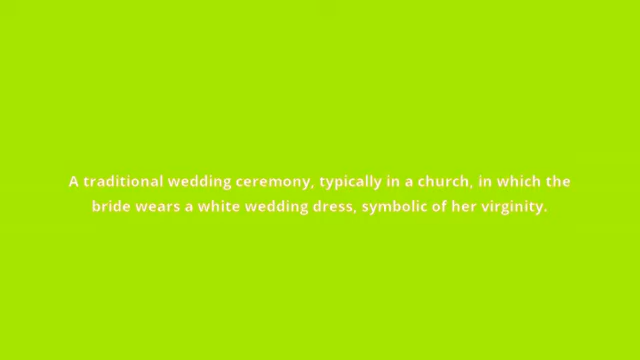 A traditional wedding ceremony, typically in a church, in which the
bride wears a white wedding dress, symbolic of her virginity.